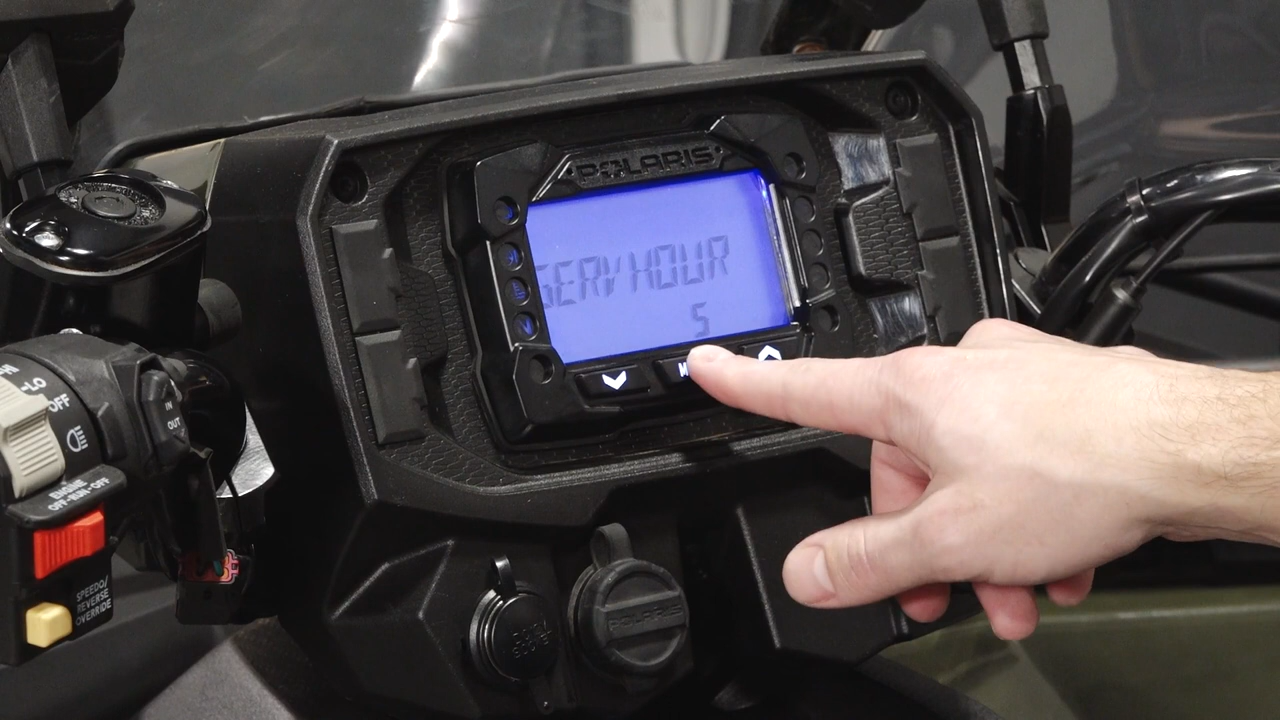 POLARIS
SERV HOUR
5
M
HI
LO
OFF
IN
OUT
ENGINE
OFF-RUN-OFF
SPEEDO/
REVERSE
OVERRIDE
POLARIS